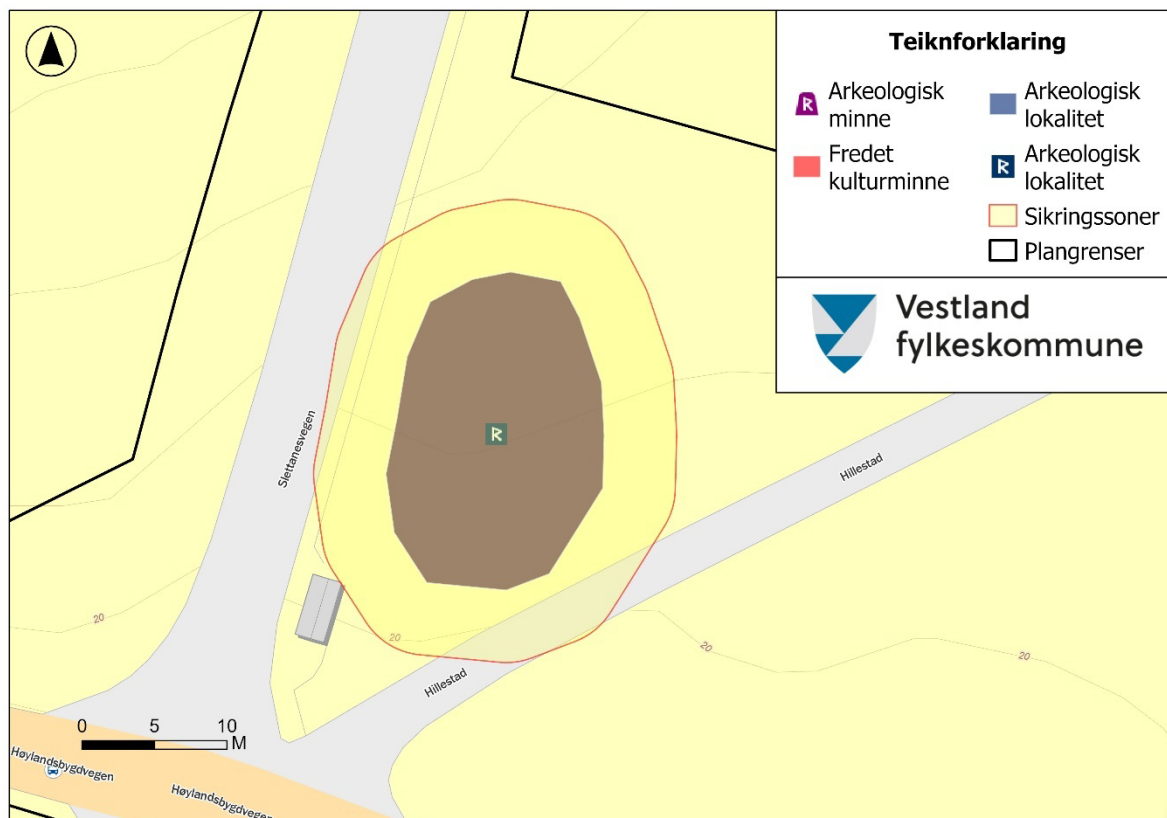 Teiknforklaring
Arkeologisk
minne
Fredet
kulturminne
Arkeologisk
lokalitet
Arkeologisk
lokalitet
Sikringssoner
Plangrenser
Vestland
fylkeskommune
Slettanesvegen
Hillestad
20
20
20
20
Hillestad
0 5 10
M
Høylandsbygdvegen
Høylandsbygdvegen